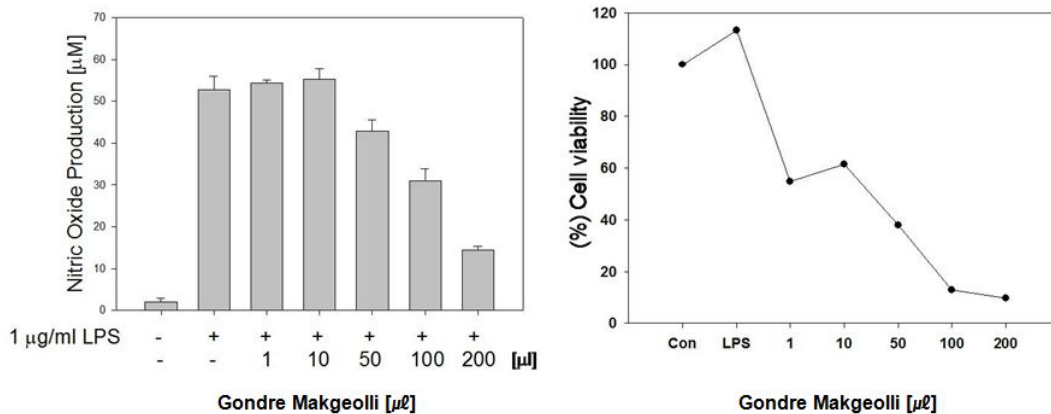 Nitric Oxide Production [μM]
70
60
50
40
30
20
10
0
1 μg/ml LPS - + + + + + +
- - 1 10 50 100 200 [μl]
Gondre Makgeolli [㎕]
(%) Cell viability
120
100
80
60
40
20
0
Con LPS 1 10 50 100 200
Gondre Makgeolli [㎕]